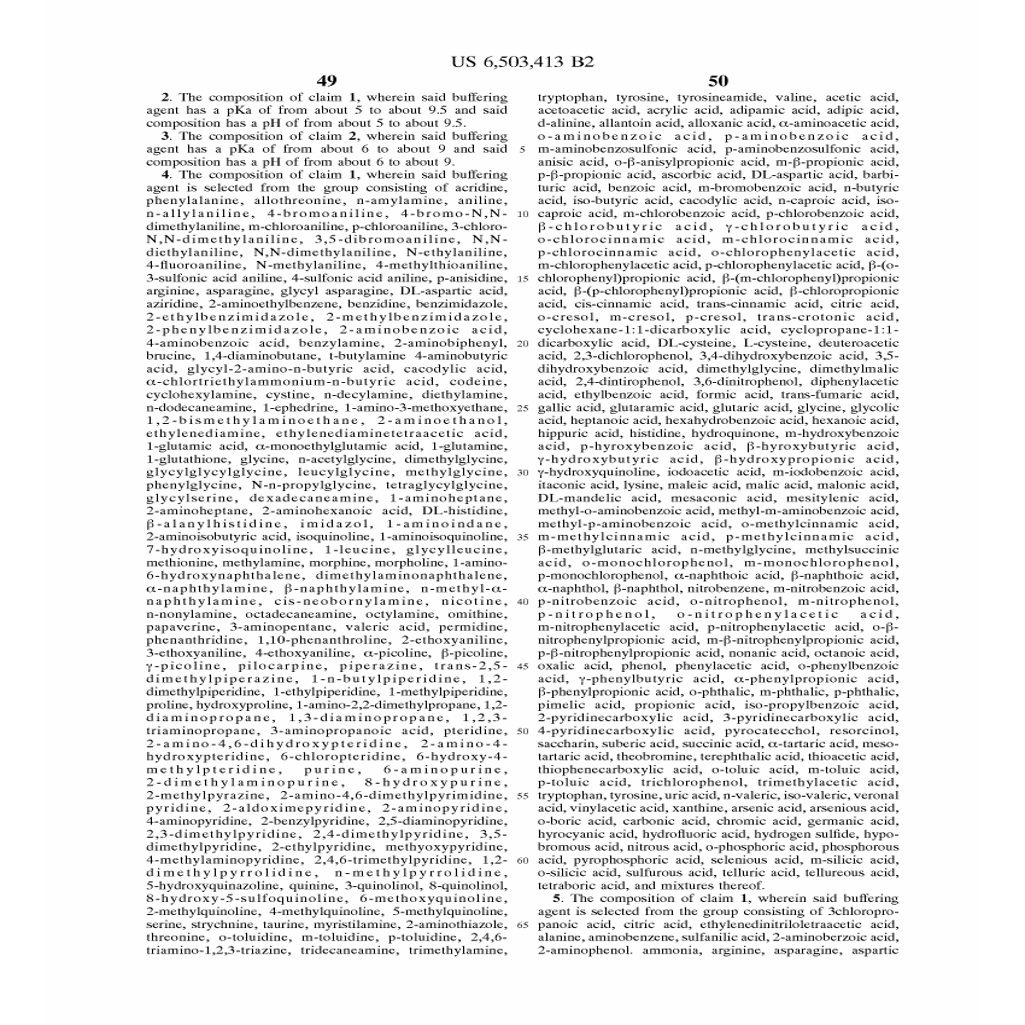 US 6,503,413 B2
49
2. The composition of claim 1, wherein said buffering
agent has a pKa of from about 5 to about 9.5 and said
composition has a pH of from about 5 to about 9.5.
3. The composition of claim 2, wherein said buffering
agent has a pKa of from about 6 to about 9 and said
composition has a pH of from about 6 to about 9.
4. The composition of claim 1, wherein said buffering
agent is selected from the group consisting of acridine,
phenylalanine, allothreonine, n-amylamine, aniline,
n-allylaniline, 4-bromoaniline, 4-bromo-N,N-
dimethylaniline, m-chloroaniline, p-chloroaniline, 3-chloro-
N,N-dimethylaniline, 3,5-dibromoaniline, N,N-
diethylaniline, N,N-dimethylaniline, N-ethylaniline,
4-fluoroaniline, N-methylaniline, 4-methylthioaniline,
3-sulfonic acid aniline, 4-sulfonic acid aniline, p-anisidine,
arginine, asparagine, glycyl asparagine, DL-aspartic acid,
aziridine, 2-aminoethylbenzene, benzidine, benzimidazole,
2-ethylbenzimidazole, 2-methylbenzimidazole,
2-phenylbenzimidazole, 2-aminobenzoic acid,
4-aminobenzoic acid, benzylamine, 2-aminobiphenyl,
brucine, 1,4-diaminobutane, t-butylamine 4-aminobutyric
acid, glycyl-2-amino-n-butyric acid, cacodylic acid,
α-chlortriethylammonium-n-butyric acid, codeine,
cyclohexylamine, cystine, n-decylamine, diethylamine,
n-dodecaneamine, 1-ephedrine, 1-amino-3-methoxyethane,
1,2-bismethylaminoethane, 2-aminoethanol,
ethylenediamine, ethylenediaminetetraacetic acid,
1-glutamic acid, α-monoethylglutamic acid, 1-glutamine,
1-glutathione, glycine, n-acetylglycine, dimethylglycine,
glycylglycylglycine, leucylglycine, methylglycine,
phenylglycine, N-n-propylglycine, tetraglycylglycine,
glycylserine, dexadecaneamine, 1-aminoheptane,
2-aminoheptane, 2-aminohexanoic acid, DL-histidine,
β-alanylhistidine, imidazol, 1-aminoindane,
2-aminoisobutyric acid, isoquinoline, 1-aminoisoquinoline,
7-hydroxyisoquinoline, 1-leucine, glycylleucine,
methionine, methylamine, morphine, morpholine, 1-amino-
6-hydroxynaphthalene, dimethylaminonaphthalene,
α-naphthylamine, β-naphthylamine, n-methyl-α-
naphthylamine, cis-neobornylamine, nicotine,
n-nonylamine, octadecaneamine, octylamine, ornithine,
papaverine, 3-aminopentane, valeric acid, permidine,
phenanthridine, 1,10-phenanthroline, 2-ethoxyaniline,
3-ethoxyaniline, 4-ethoxyaniline, α-picoline, β-picoline,
γ-picoline, pilocarpine, piperazine, trans-2,5-
dimethylpiperazine, 1-n-butylpiperidine, 1,2-
dimethylpiperidine, 1-ethylpiperidine, 1-methylpiperidine,
proline, hydroxyproline, 1-amino-2,2-dimethylpropane, 1,2-
diaminopropane, 1,3-diaminopropane, 1,2,3-
triaminopropane, 3-aminopropanoic acid, pteridine,
2-amino-4,6-dihydroxypteridine, 2-amino-4-
hydroxypteridine, 6-chloropteridine, 6-hydroxy-4-
methylpteridine, purine, 6-aminopurine,
2-dimethylaminopurine, 8-hydroxypurine,
2-methylpyrazine, 2-amino-4,6-dimethylpyrimidine,
pyridine, 2-aldoximepyridine, 2-aminopyridine,
4-aminopyridine, 2-benzylpyridine, 2,5-diaminopyridine,
2,3-dimethylpyridine, 2,4-dimethylpyridine, 3,5-
dimethylpyridine, 2-ethylpyridine, methyoxypyridine,
4-methylaminopyridine, 2,4,6-trimethylpyridine, 1,2-
dimethylpyrrolidine, n-methylpyrrolidine,
5-hydroxyquinazoline, quinine, 3-quinolinol, 8-quinolinol,
8-hydroxy-5-sulfoquinoline, 6-methoxyquinoline,
2-methylquinoline, 4-methylquinoline, 5-methylquinoline,
serine, strychnine, taurine, myristilamine, 2-aminothiazole,
threonine, o-toluidine, m-toluidine, p-toluidine, 2,4,6-
triamino-1,2,3-triazine, tridecaneamine, trimethylamine,
5
10
15
20
25
30
35
40
45
50
55
60
65
50
tryptophan, tyrosine, tyrosineamide, valine, acetic acid,
acetoacetic acid, acrylic acid, adipamic acid, adipic acid,
d-alinine, allantoin acid, alloxanic acid, α-aminoacetic acid,
o-aminobenzoic acid, p-aminobenzoic acid,
m-aminobenzosulfonic acid, p-aminobenzosulfonic acid,
anisic acid, o-β-anisylpropionic acid, m-β-propionic acid,
p-β-propionic acid, ascorbic acid, DL-aspartic acid, barbi-
turic acid, benzoic acid, m-bromobenzoic acid, n-butyric
acid, iso-butyric acid, cacodylic acid, n-caproic acid, iso-
caproic acid, m-chlorobenzoic acid, p-chlorobenzoic acid,
β-chlorobutyric acid, γ-chlorobutyric acid,
o-chlorocinnamic acid, m-chlorocinnamic acid,
p-chlorocinnamic acid, o-chlorophenylacetic acid,
m-chlorophenylacetic acid, p-chlorophenylacetic acid, β-(o-
chlorophenyl)propionic acid, β-(m-chlorophenyl)propionic
acid, β-(p-chlorophenyl)propionic acid, β-chloropropionic
acid, cis-cinnamic acid, trans-cinnamic acid, citric acid,
o-cresol, m-cresol, p-cresol, trans-crotonic acid,
cyclohexane-1:1-dicarboxylic acid, cyclopropane-1:1-
dicarboxylic acid, DL-cysteine, L-cysteine, deuteroacetic
acid, 2,3-dichlorophenol, 3,4-dihydroxybenzoic acid, 3,5-
dihydroxybenzoic acid, dimethylglycine, dimethylmalic
acid, 2,4-dintirophenol, 3,6-dinitrophenol, diphenylacetic
acid, ethylbenzoic acid, formic acid, trans-fumaric acid,
gallic acid, glutaramic acid, glutaric acid, glycine, glycolic
acid, heptanoic acid, hexahydrobenzoic acid, hexanoic acid,
hippuric acid, histidine, hydroquinone, m-hydroxybenzoic
acid, p-hyroxybenzoic acid, β-hyroxybutyric acid,
γ-hydroxybutyric acid, β-hydroxypropionic acid,
γ-hydroxyquinoline, iodoacetic acid, m-iodobenzoic acid,
itaconic acid, lysine, maleic acid, malic acid, malonic acid,
DL-mandelic acid, mesaconic acid, mesitylenic acid,
methyl-o-aminobenzoic acid, methyl-m-aminobenzoic acid,
methyl-p-aminobenzoic acid, o-methylcinnamic acid,
m-methylcinnamic acid, p-methylcinnamic acid,
β-methylglutaric acid, n-methylglycine, methylsuccinic
acid, o-monochlorophenol, m-monochlorophenol,
p-monochlorophenol, α-naphthoic acid, β-naphthoic acid,
α-naphthol, β-naphthol, nitrobenzene, m-nitrobenzoic acid,
p-nitrobenzoic acid, o-nitrophenol, m-nitrophenol,
p-nitrophenol, o-nitrophenylacetic acid,
m-nitrophenylacetic acid, p-nitrophenylacetic acid, o-β-
nitrophenylpropionic acid, m-β-nitrophenylpropionic acid,
p-β-nitrophenylpropionic acid, nonanic acid, octanoic acid,
oxalic acid, phenol, phenylacetic acid, o-phenylbenzoic
acid, γ-phenylbutyric acid, α-phenylpropionic acid,
β-phenylpropionic acid, o-phthalic, m-phthalic, p-phthalic,
pimelic acid, propionic acid, iso-propylbenzoic acid,
2-pyridinecarboxylic acid, 3-pyridinecarboxylic acid,
4-pyridinecarboxylic acid, pyrocatecchol, resorcinol,
saccharin, suberic acid, succinic acid, α-tartaric acid, meso-
tartaric acid, theobromine, terephthalic acid, thioacetic acid,
thiophenecarboxylic acid, o-toluic acid, m-toluic acid,
p-toluic acid, trichlorophenol, trimethylacetic acid,
tryptophan, tyrosine, uric acid, n-valeric, iso-valeric, veronal
acid, vinylacetic acid, xanthine, arsenic acid, arsenious acid,
o-boric acid, carbonic acid, chromic acid, germanic acid,
hyrocyanic acid, hydrofluoric acid, hydrogen sulfide, hypo-
bromous acid, nitrous acid, o-phosphoric acid, phosphorous
acid, pyrophosphoric acid, selenious acid, m-silicic acid,
o-silicic acid, sulfurous acid, telluric acid, tellureous acid,
tetraboric acid, and mixtures thereof.
5. The composition of claim 1, wherein said buffering
agent is selected from the group consisting of 3chloropro-
panoic acid, citric acid, ethylenedinitriloletraacetic acid,
alanine, aminobenzene, sulfanilic acid, 2-aminoberzoic acid,
2-aminophenol. ammonia, arginine, asparagine, aspartic